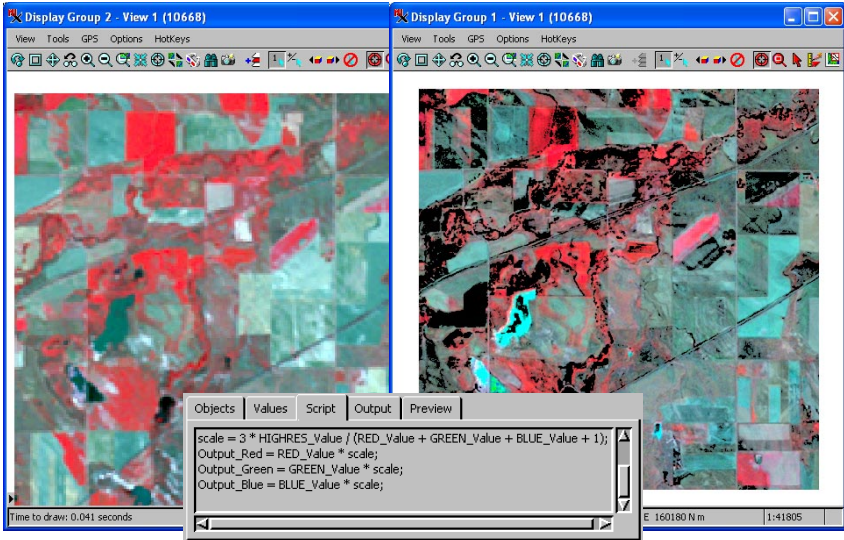 Display Group 2 - View 1 (10668)
View Tools GPS Options HotKeys
Display Group 1 - View 1 (10668)
View Tools GPS Options HotKeys
Objects Values Script Output Preview
scale = 3 * HIGHRES_Value / (RED_Value + GREEN_Value + BLUE_Value + 1);
Output_Red = RED_Value * scale;
Output_Green = GREEN_Value * scale;
Output_Blue = BLUE_Value * scale;
Time to draw: 0.041 seconds
E 160180 N m
1:41805